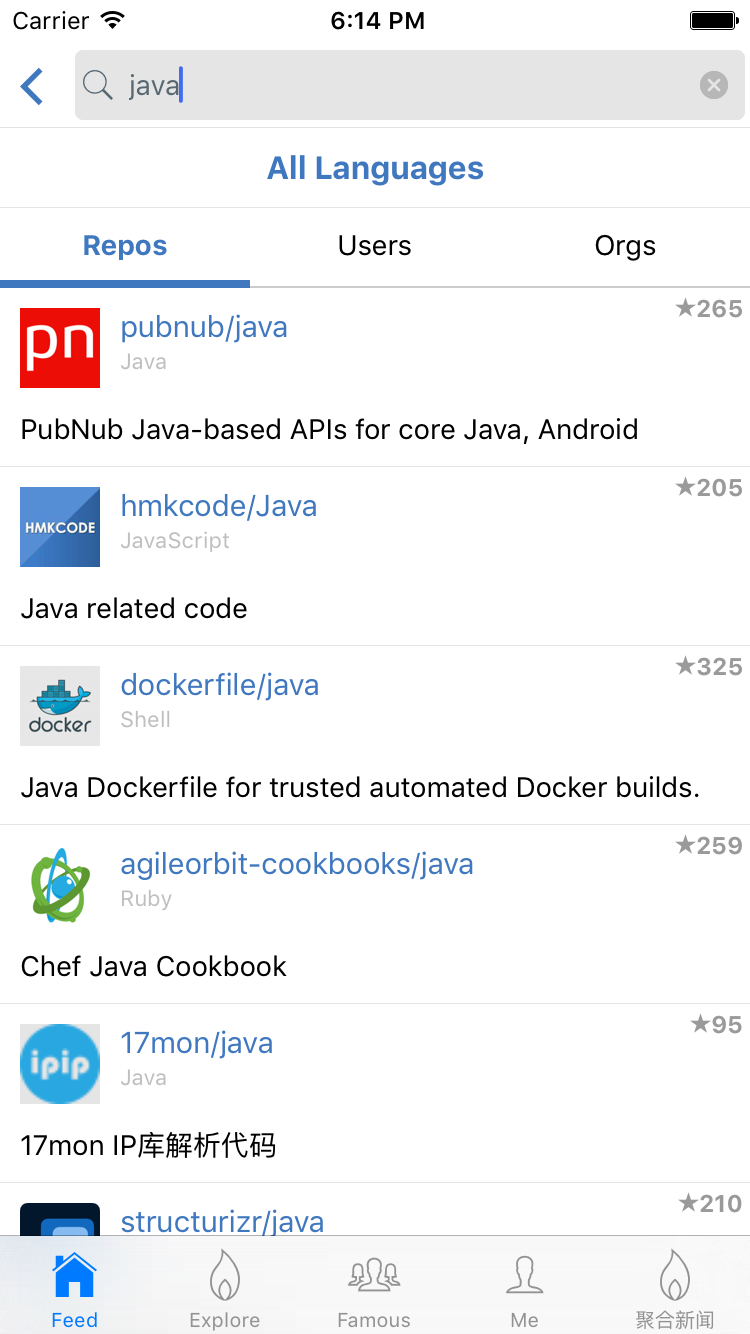 Carrier 6:14 PM
java
All Languages
Repos Users Orgs
pn
pubnub/java ★265
Java
PubNub Java-based APIs for core Java, Android
HMKCODE
hmkcode/Java ★205
JavaScript
Java related code
docker
dockerfile/java ★325
Shell
Java Dockerfile for trusted automated Docker builds.
agileorbit-cookbooks/java ★259
Ruby
Chef Java Cookbook
ipip
17mon/java ★95
Java
17mon IP库解析代码
structurizr/java ★210
Feed Explore Famous Me 聚合新闻